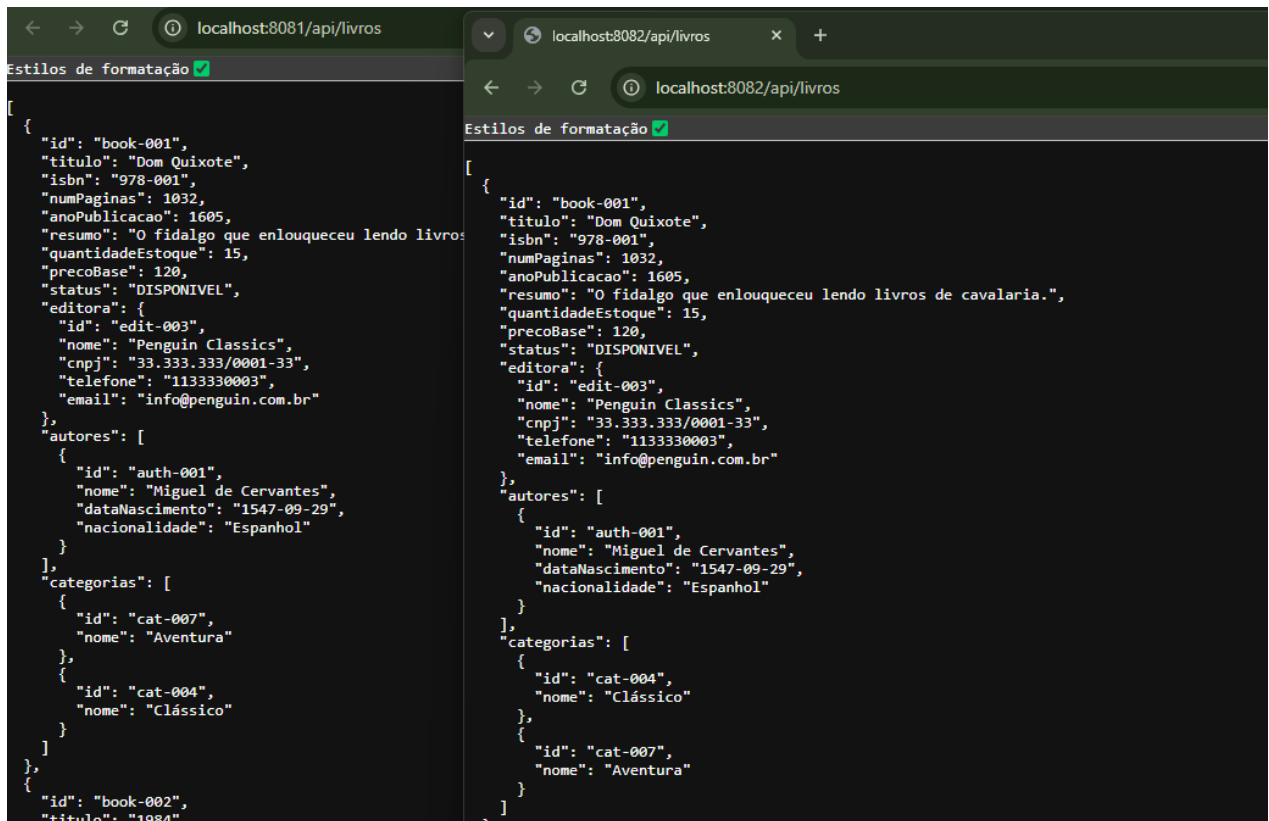 localhost:8081/api/livros
Estilos de formatação
[
  {
    "id": "book-001",
    "titulo": "Dom Quixote",
    "isbn": "978-001",
    "numPaginas": 1032,
    "anoPublicacao": 1605,
    "resumo": "O fidalgo que enlouqueceu lendo livros
    "quantidadeEstoque": 15,
    "precoBase": 120,
    "status": "DISPONIVEL",
    "editora": {
      "id": "edit-003",
      "nome": "Penguin Classics",
      "cnpj": "33.333.333/0001-33",
      "telefone": "1133330003",
      "email": "info@penguin.com.br"
    },
    "autores": [
      {
        "id": "auth-001",
        "nome": "Miguel de Cervantes",
        "dataNascimento": "1547-09-29",
        "nacionalidade": "Espanhol"
      }
    ],
    "categorias": [
      {
        "id": "cat-007",
        "nome": "Aventura"
      },
      {
        "id": "cat-004",
        "nome": "Clássico"
      }
    ]
  },
  {
    "id": "book-002",
    "titulo": "1984"
localhost:8082/api/livros
localhost:8082/api/livros
Estilos de formatação
[
  {
    "id": "book-001",
    "titulo": "Dom Quixote",
    "isbn": "978-001",
    "numPaginas": 1032,
    "anoPublicacao": 1605,
    "resumo": "O fidalgo que enlouqueceu lendo livros de cavalaria.",
    "quantidadeEstoque": 15,
    "precoBase": 120,
    "status": "DISPONIVEL",
    "editora": {
      "id": "edit-003",
      "nome": "Penguin Classics",
      "cnpj": "33.333.333/0001-33",
      "telefone": "1133330003",
      "email": "info@penguin.com.br"
    },
    "autores": [
      {
        "id": "auth-001",
        "nome": "Miguel de Cervantes",
        "dataNascimento": "1547-09-29",
        "nacionalidade": "Espanhol"
      }
    ],
    "categorias": [
      {
        "id": "cat-004",
        "nome": "Clássico"
      },
      {
        "id": "cat-007",
        "nome": "Aventura"
      }
    ]